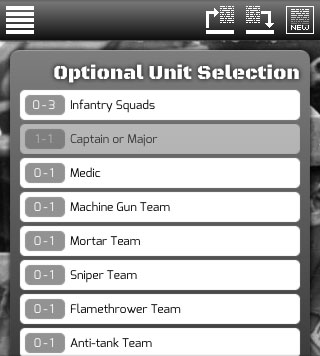 NEW
Optional Unit Selection
0-3 Infantry Squads
1-1 Captain or Major
0-1 Medic
0-1 Machine Gun Team
0-1 Mortar Team
0-1 Sniper Team
0-1 Flamethrower Team
0-1 Anti-tank Team